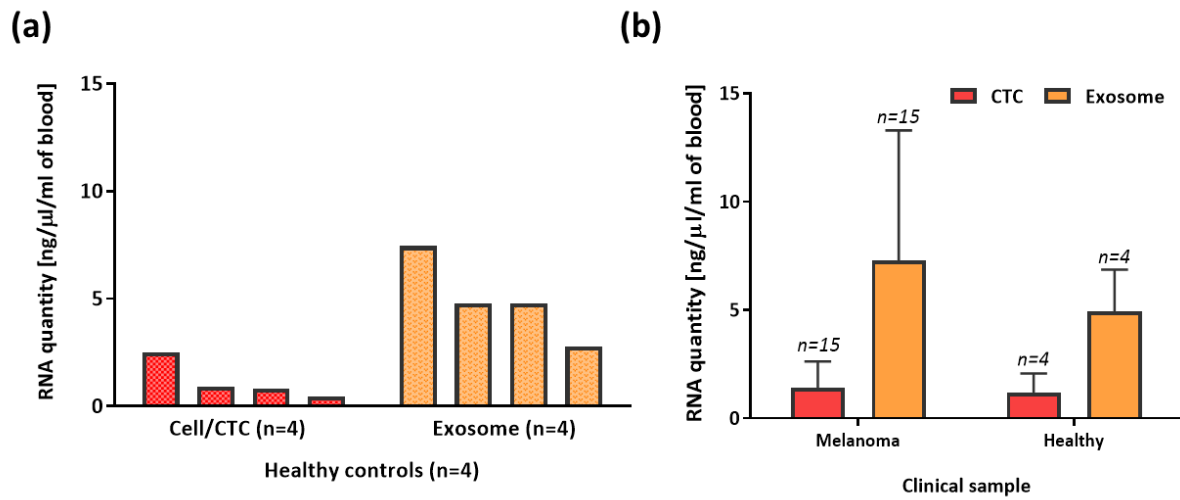 (a)
RNA quantity [ng/μl/ml of blood]
15
10
5
0
Cell/CTC (n=4)
Exosome (n=4)
Healthy controls (n=4)
(b)
CTC
Exosome
RNA quantity [ng/μl/ml of blood]
15
10
5
0
n=15
n=15
n=4
n=4
Melanoma
Healthy
Clinical sample